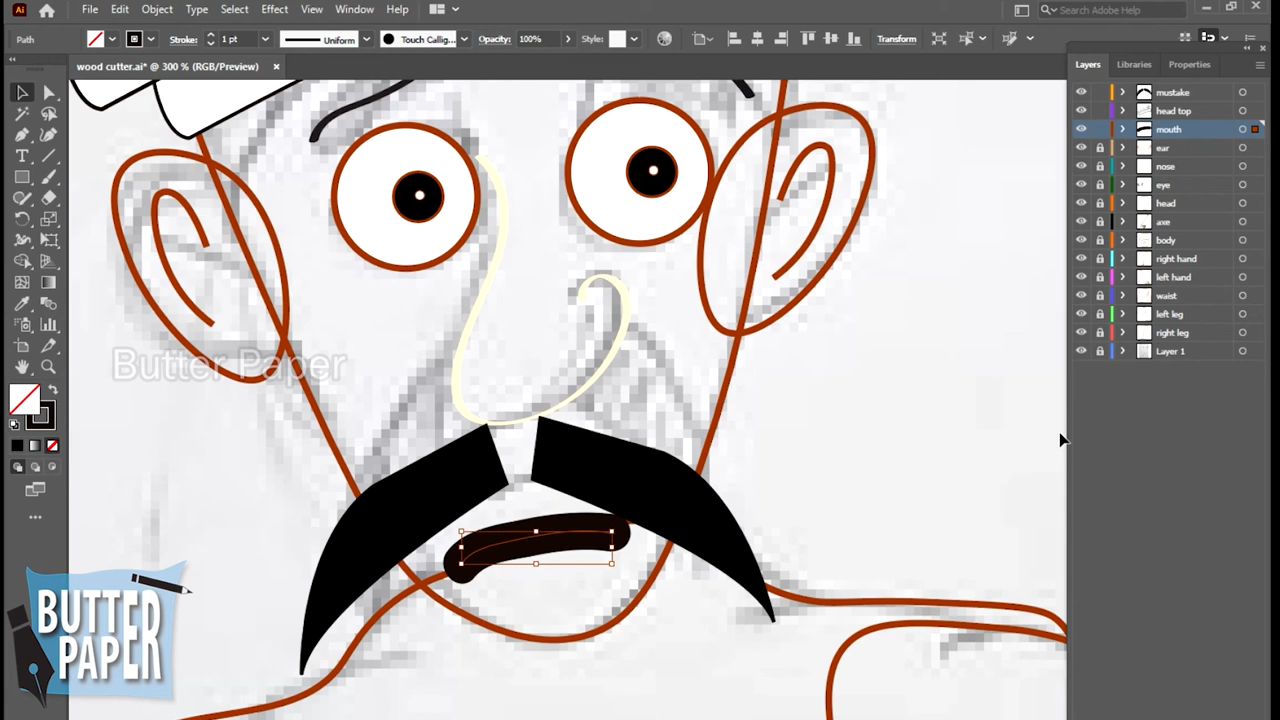 Ai
File Edit Object Type Select Effect View Window Help
Search Adobe Help
Path
Stroke: 1 pt
Uniform
Touch Callig...
Opacity: 100%
Style:
Transform
wood cutter.ai* @ 300 % (RGB/Preview) ×
Layers Libraries Properties
mustake
head top
mouth
ear
nose
eye
head
axe
body
right hand
left hand
waist
left leg
right leg
Layer 1
Butter Paper
BUTTER
PAPER